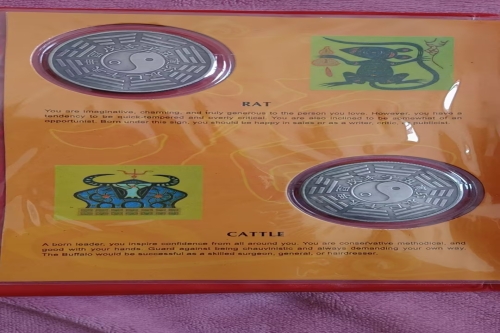 RAT
You are imaginative, charming, and truly generous to the person you love. However, you have a
tendency to be quick-tempered and overly critical. You are also inclined to be somewhat of an
opportunist. Born under this sign, you should be happy in sales or as a writer, critic, or publicist.
CATTLE
A born leader, you inspire confidence from all around you. You are conservative methodical, and
good with your hands. Guard against being chauvinistic and always demanding your own way.
The Buffalo would be successful as a skilled surgeon, general, or hairdresser.